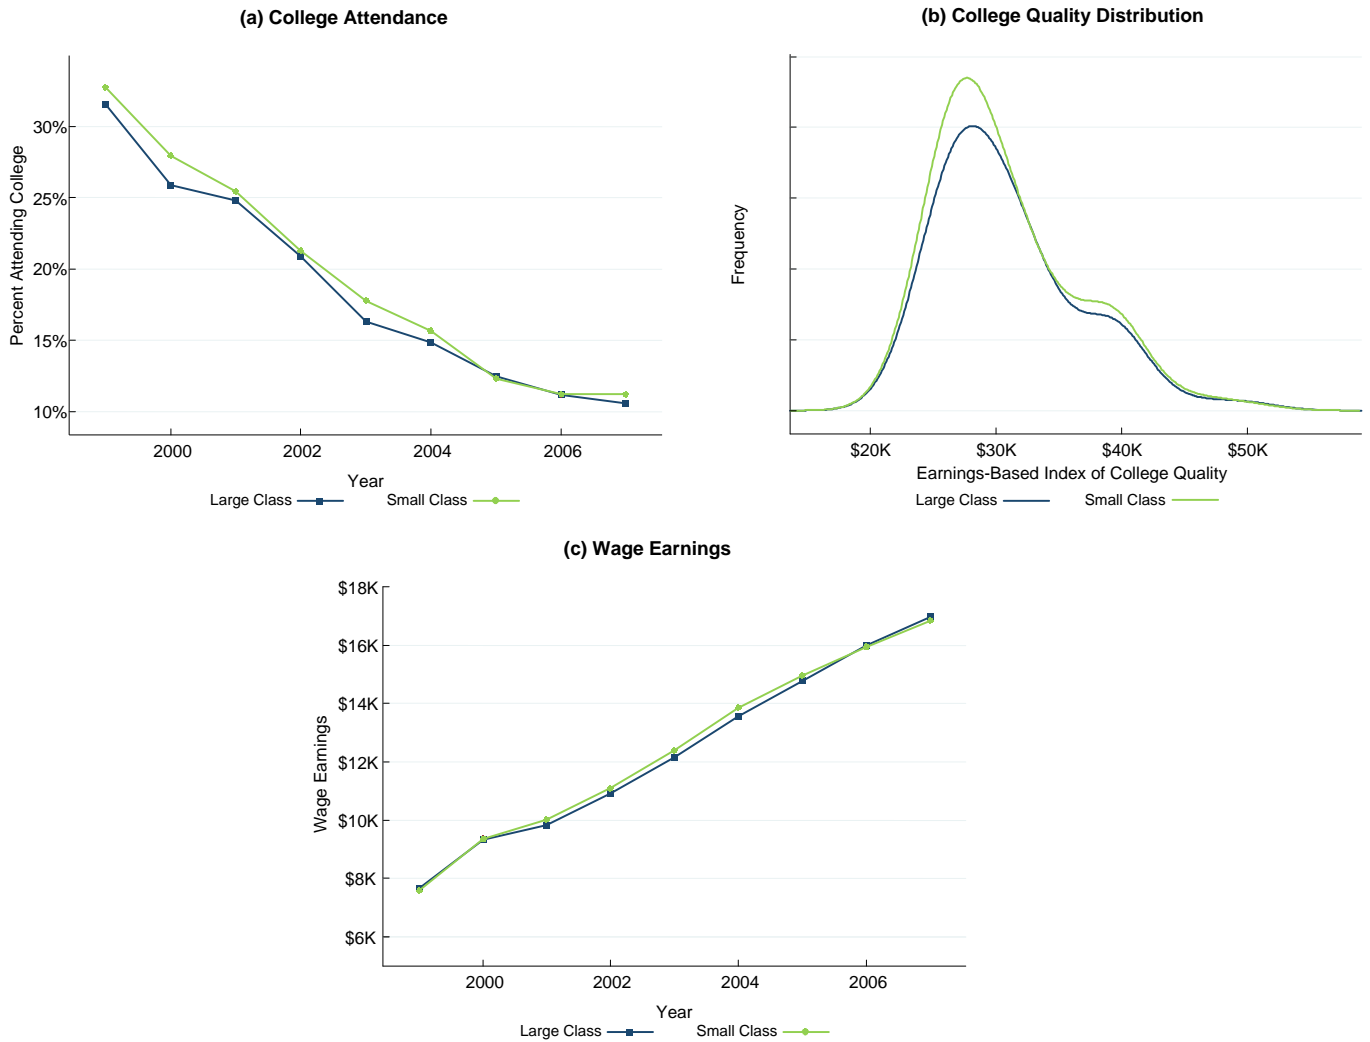 (a) College Attendance
Percent Attending College
30%
25%
20%
15%
10%
2000 2002 2004 2006
Year
Large Class Small Class
(b) College Quality Distribution
Frequency
$20K $30K $40K $50K
Earnings-Based Index of College Quality
Large Class Small Class
(c) Wage Earnings
Wage Earnings
$18K
$16K
$14K
$12K
$10K
$8K
$6K
2000 2002 2004 2006
Year
Large Class Small Class